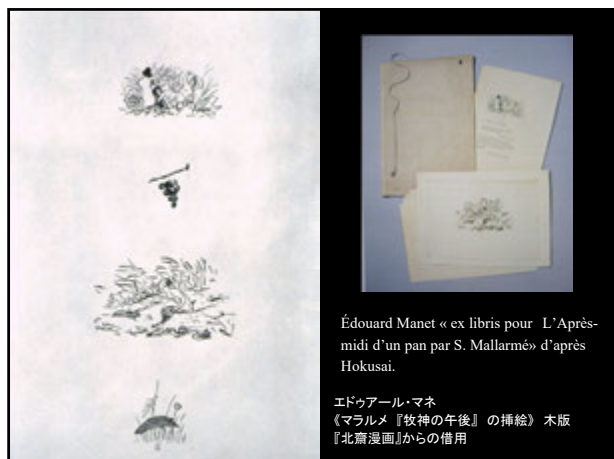 Édouard Manet « ex libris pour L'Après-
midi d'un pan par S. Mallarmé» d'après
Hokusai.
エドゥアール・マネ
《マラルメ 『牧神の午後』 の挿絵》 木版
『北齋漫画』からの借用